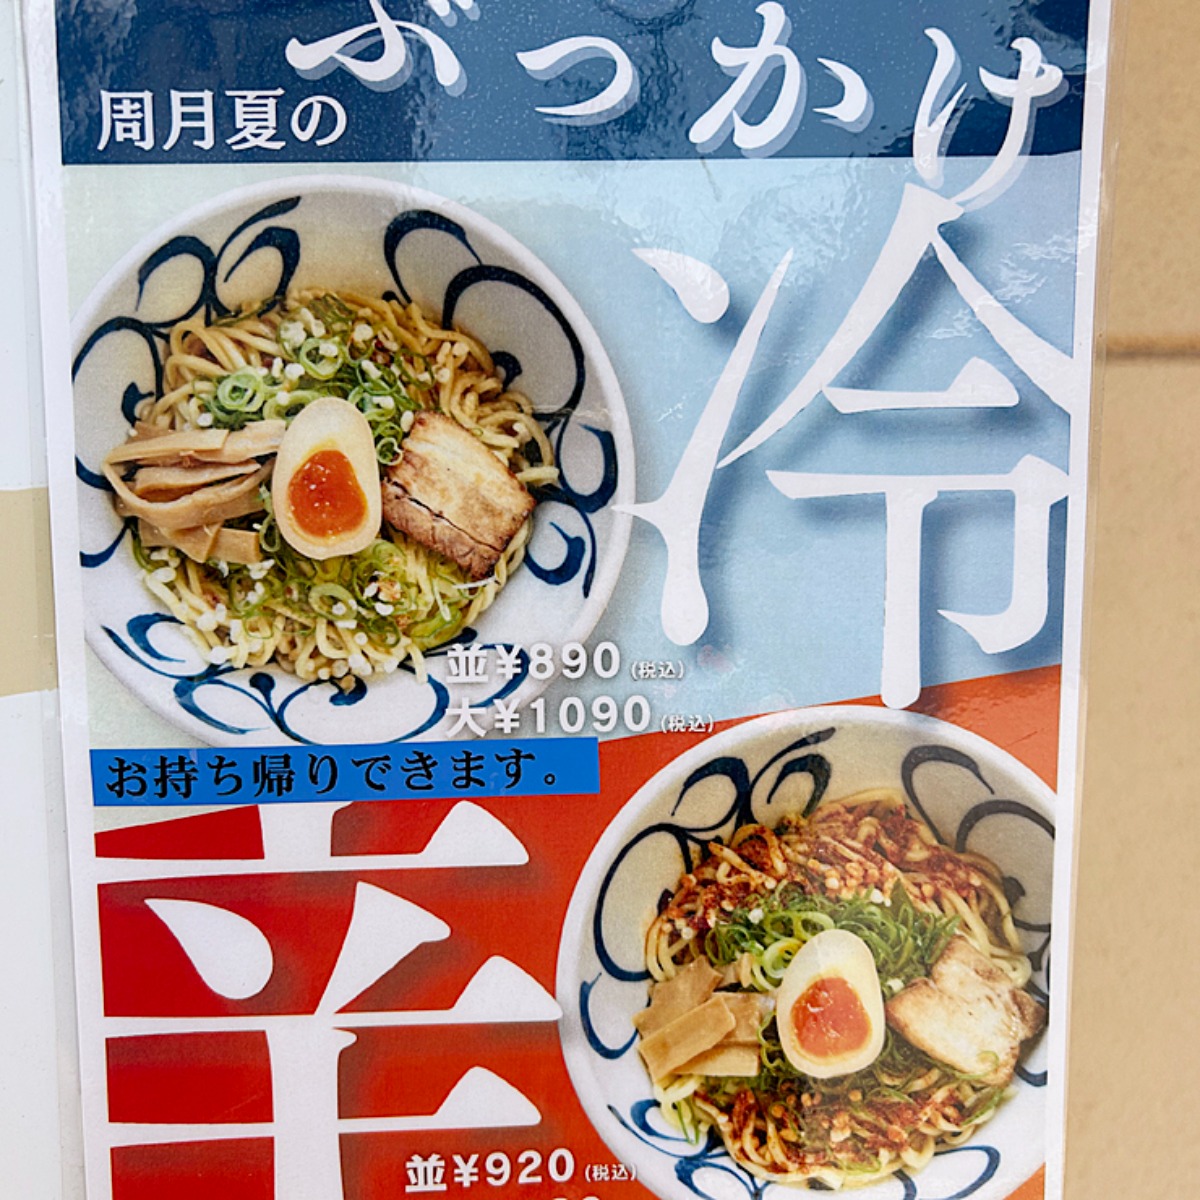 周月夏の
ぶっかけ
冷
並¥890(税込)
大¥1090(税込)
お持ち帰りできます。
辛
並¥920(税込)